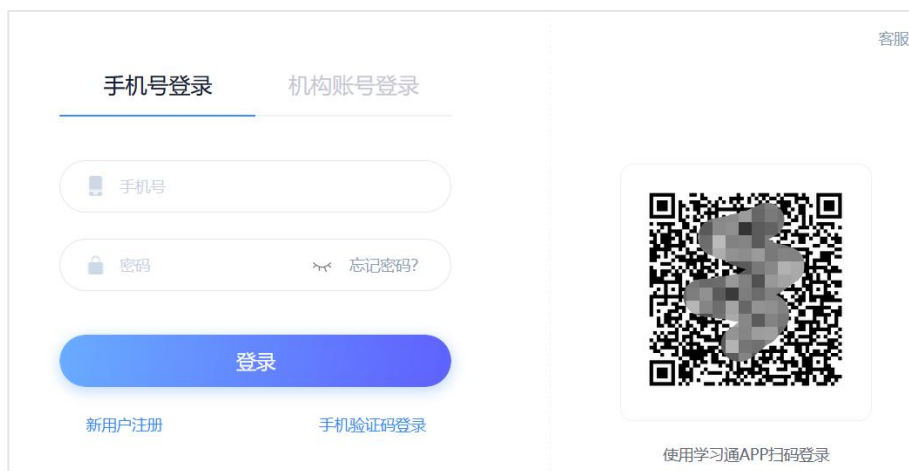 客服
手机号登录
机构账号登录
手机号
密码
忘记密码?
登录
新用户注册
手机验证码登录
使用学习通APP扫码登录